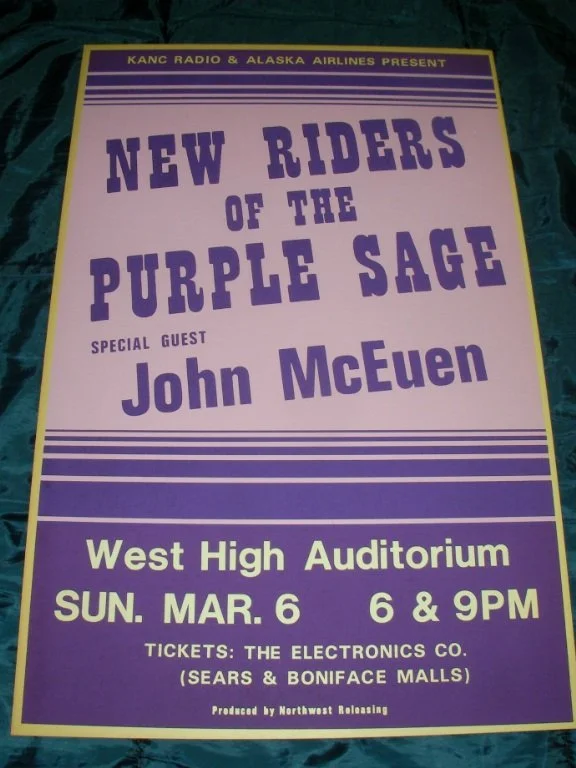 KANC RADIO & ALASKA AIRLINES PRESENT
NEW RIDERS
OF THE
PURPLE SAGE
SPECIAL GUEST
John McEuen
West High Auditorium
SUN. MAR. 6 6 & 9PM
TICKETS: THE ELECTRONICS CO.
(SEARS & BONIFACE MALLS)
Produced by Northwest Releasing